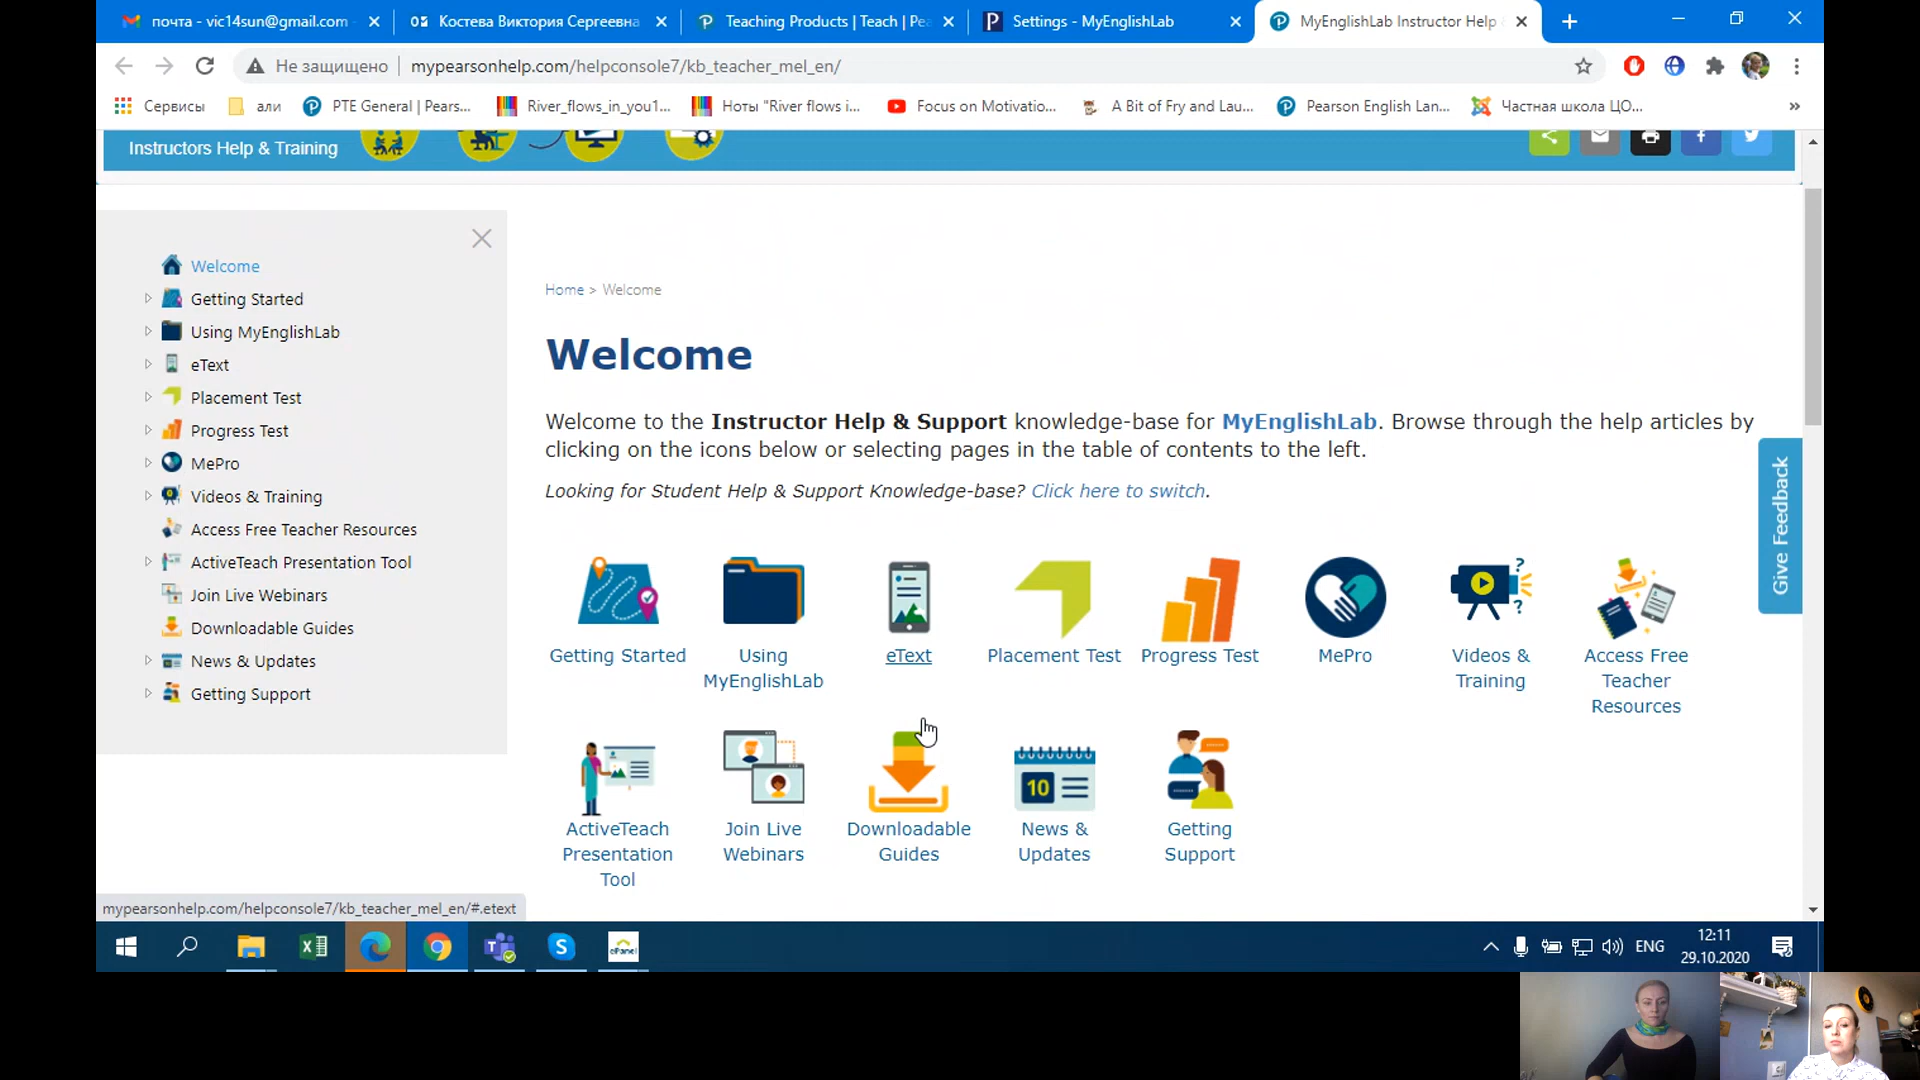 почта - vic14sun@gmail.com -
Костева Виктория Сергеевна
Teaching Products | Teach | Pea
Settings - MyEnglishLab
MyEnglishLab Instructor Help
Не защищено
mypearsonhelp.com/helpconsole7/kb_teacher_mel_en/
Сервисы
али
PTE General | Pears...
River_flows_in_you1...
Ноты "River flows i...
Focus on Motivatio...
A Bit of Fry and Lau...
Pearson English Lan...
Частная школа ЦО...
»
Instructors Help & Training
Welcome
Getting Started
Using MyEnglishLab
eText
Placement Test
Progress Test
MePro
Videos & Training
Access Free Teacher Resources
ActiveTeach Presentation Tool
Join Live Webinars
Downloadable Guides
News & Updates
Getting Support
Home > Welcome
Welcome
Welcome to the Instructor Help & Support knowledge-base for MyEnglishLab. Browse through the help articles by
clicking on the icons below or selecting pages in the table of contents to the left.
Looking for Student Help & Support Knowledge-base? Click here to switch.
Give Feedback
Getting Started
Using
MyEnglishLab
eText
Placement Test
Progress Test
MePro
Videos &
Training
Access Free
Teacher
Resources
ActiveTeach
Presentation
Tool
Join Live
Webinars
Downloadable
Guides
10
News &
Updates
Getting
Support
mypearsonhelp.com/helpconsole7/kb_teacher_mel_en/#.etext
ePanel
ENG
12:11
29.10.2020